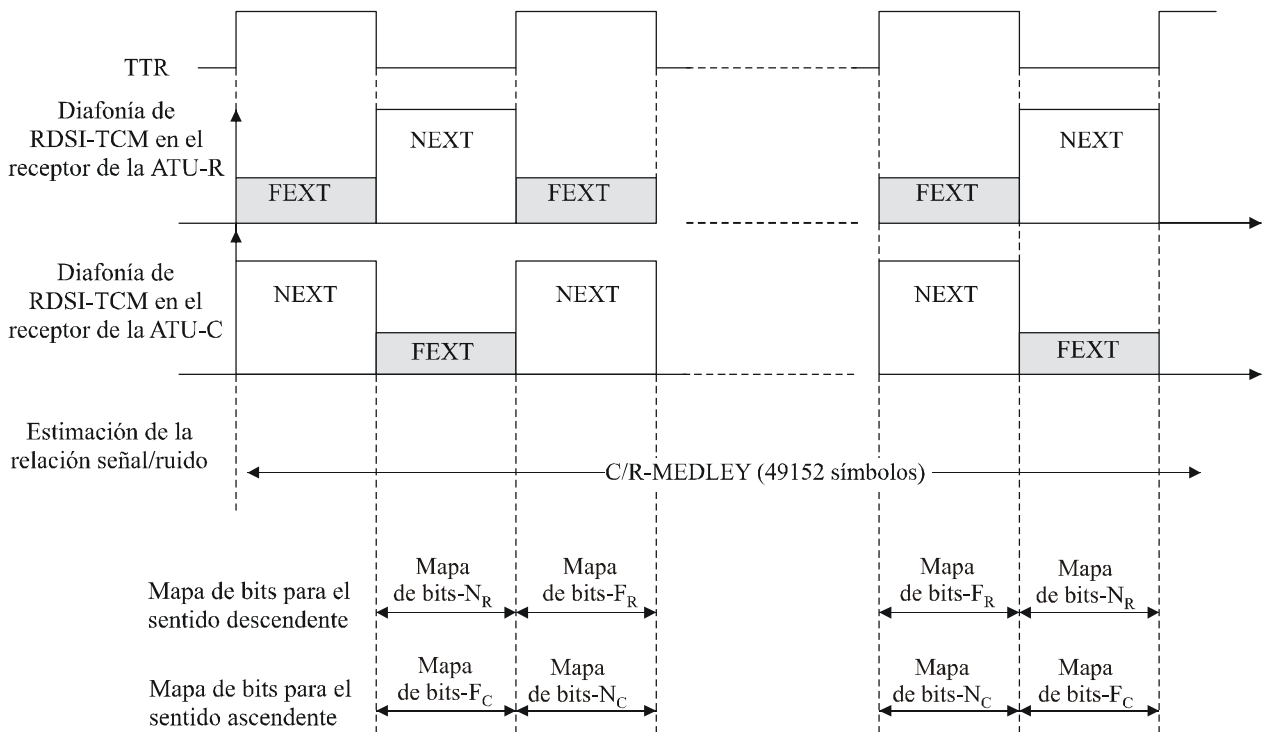 TTR
Diafonía de
RDSI-TCM en el
receptor de la ATU-R
NEXT
NEXT
FEXT
FEXT
FEXT
Diafonía de
RDSI-TCM en el
receptor de la ATU-C
NEXT
NEXT
NEXT
FEXT
FEXT
Estimación de la
relación señal/ruido
C/R-MEDLEY (49152 símbolos)
Mapa de bits para el
sentido descendente
Mapa
de bits-N_R
Mapa
de bits-F_R
Mapa
de bits-F_R
Mapa
de bits-N_R
Mapa de bits para el
sentido ascendente
Mapa
de bits-F_C
Mapa
de bits-N_C
Mapa
de bits-N_C
Mapa
de bits-F_C